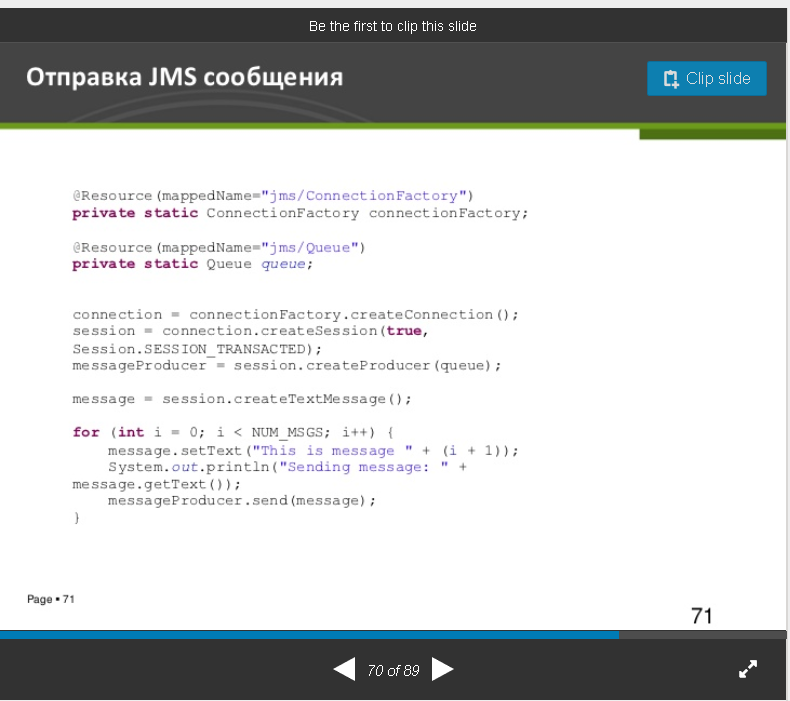 Be the first to clip this slide
Отправка JMS сообщения
Clip slide
@Resource(mappedName="jms/ConnectionFactory")
private static ConnectionFactory connectionFactory;
@Resource(mappedName="jms/Queue")
private static Queue queue;
connection = connectionFactory.createConnection();
session = connection.createSession(true,
Session.SESSION_TRANSACTED);
messageProducer = session.createProducer(queue);
message = session.createTextMessage();
for (int i = 0; i < NUM_MSGS; i++) {
message.setText("This is message " + (i + 1));
System.out.println("Sending message: " +
message.getText());
messageProducer.send(message);
}
Page ▪ 71
71
70 of 89